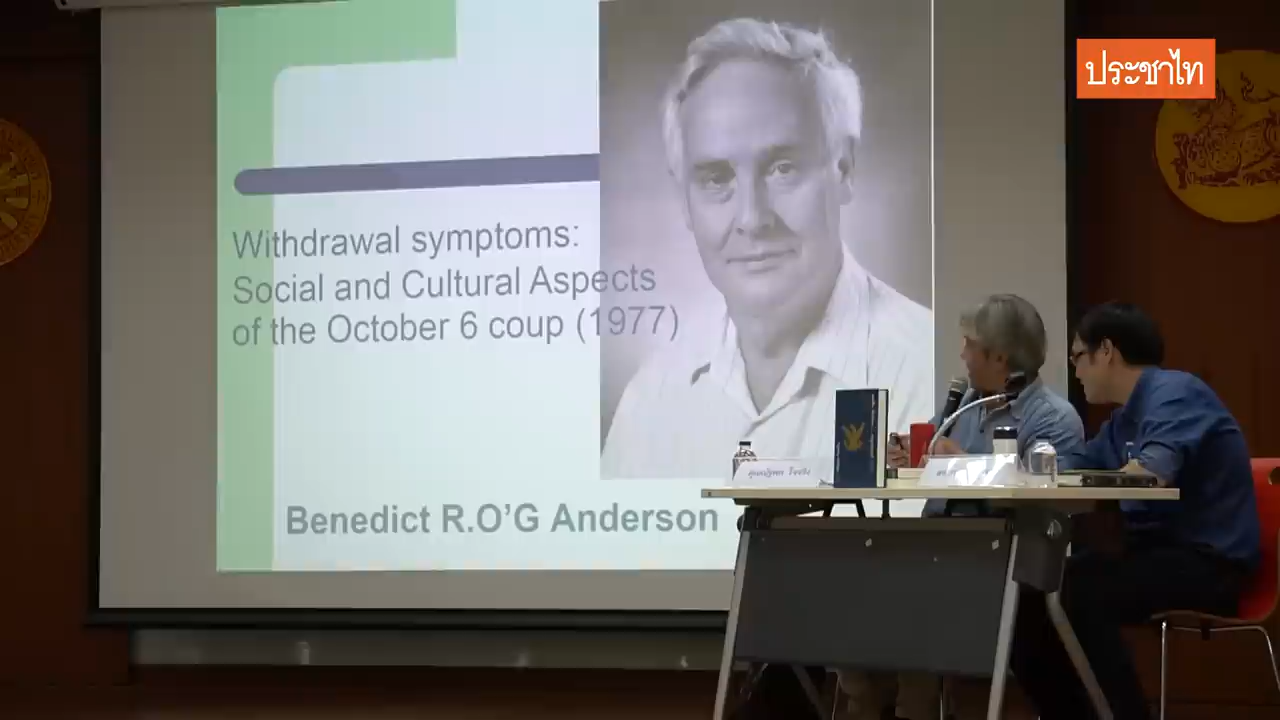 ประชาไท
Withdrawal symptoms:
Social and Cultural Aspects
of the October 6 coup (1977)
Benedict R.O'G Anderson